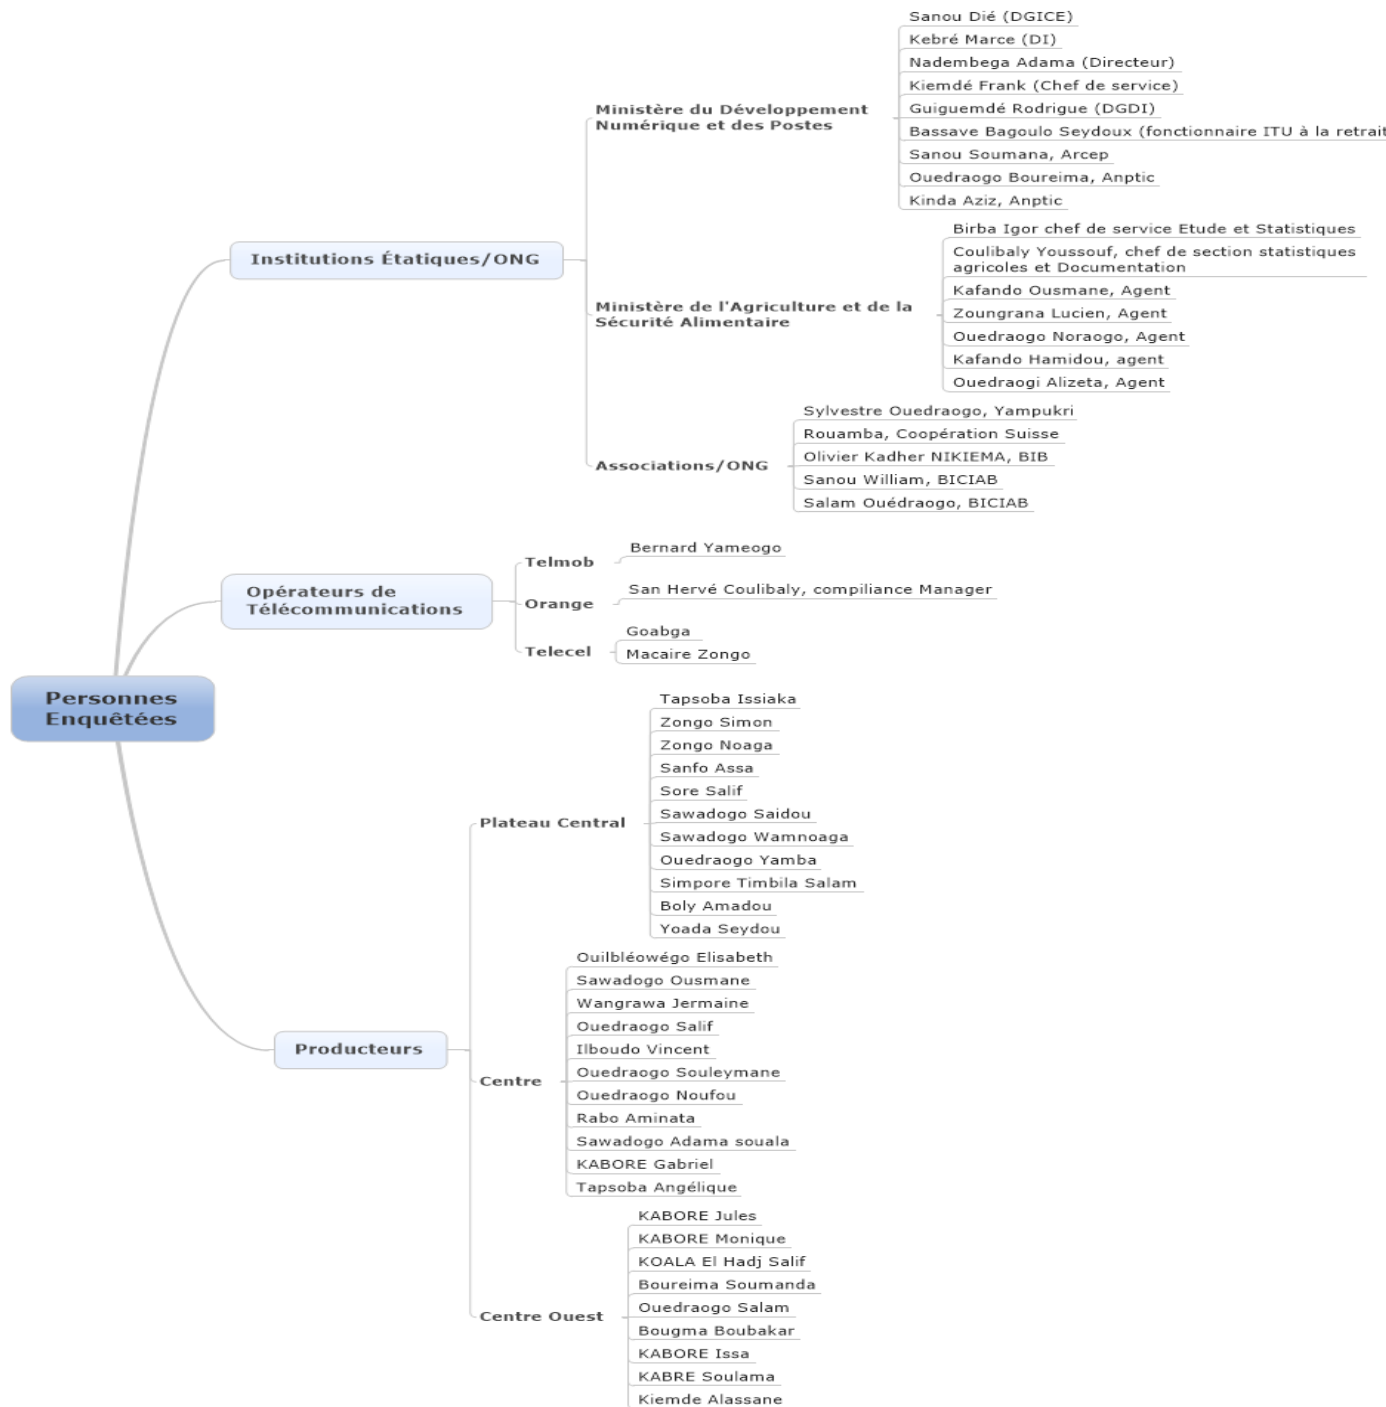 Personnes
Enquêtées
Institutions Étatiques/ONG
Ministère du Développement
Numérique et des Postes
Sanou Dié (DGICE)
Kebré Marce (DI)
Nadembega Adama (Directeur)
Kiemdé Frank (Chef de service)
Guiguemdé Rodrigue (DGDI)
Bassave Bagoulo Seydoux (fonctionnaire ITU à la retrait
Sanou Soumana, Arcep
Ouedraogo Boureima, Anptic
Kinda Aziz, Anptic
Ministère de l'Agriculture et de la
Sécurité Alimentaire
Birba Igor chef de service Etude et Statistiques
Coulibaly Youssouf, chef de section statistiques
agricoles et Documentation
Kafando Ousmane, Agent
Zoungrana Lucien, Agent
Ouedraogo Noraogo, Agent
Kafando Hamidou, agent
Ouedraogi Alizeta, Agent
Associations/ONG
Sylvestre Ouedraogo, Yampukri
Rouamba, Coopération Suisse
Olivier Kadher NIKIEMA, BIB
Sanou William, BICIAB
Salam Ouédraogo, BICIAB
Opérateurs de
Télécommunications
Telmob
Bernard Yameogo
Orange
San Hervé Coulibaly, compiliance Manager
Telecel
Goabga
Macaire Zongo
Producteurs
Plateau Central
Tapsoba Issiaka
Zongo Simon
Zongo Noaga
Sanfo Assa
Sore Salif
Sawadogo Saidou
Sawadogo Wamnoaga
Ouedraogo Yamba
Simpore Timbila Salam
Boly Amadou
Yoada Seydou
Centre
Ouilbléowégo Elisabeth
Sawadogo Ousmane
Wangrawa Jermaine
Ouedraogo Salif
Ilboudo Vincent
Ouedraogo Souleymane
Ouedraogo Noufou
Rabo Aminata
Sawadogo Adama souala
KABORE Gabriel
Tapsoba Angélique
Centre Ouest
KABORE Jules
KABORE Monique
KOALA El Hadj Salif
Boureima Soumanda
Ouedraogo Salam
Bougma Boubakar
KABORE Issa
KABRE Soulama
Kiemde Alassane